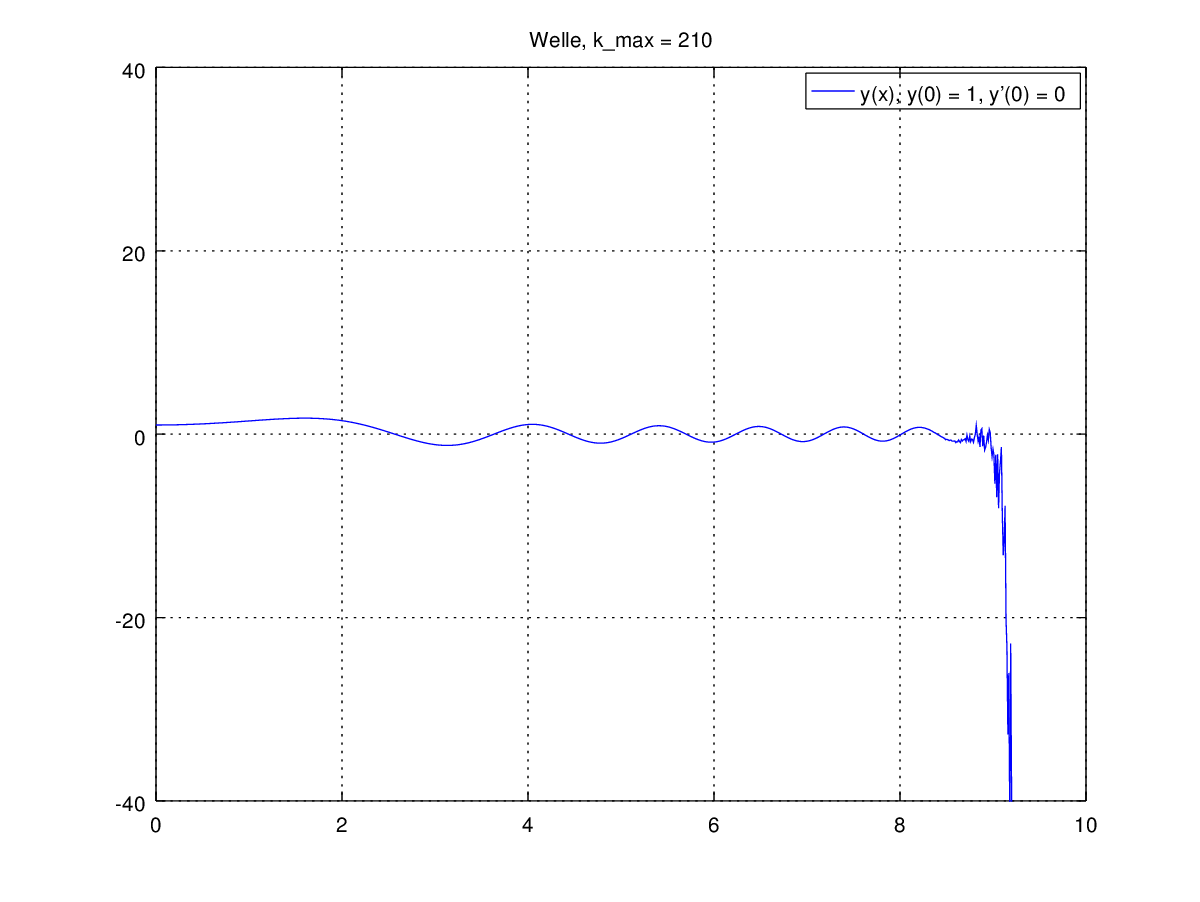 Welle, k_max = 210
y(x), y(0) = 1, y'(0) = 0
40
20
0
-20
-40
0 2 4 6 8 10